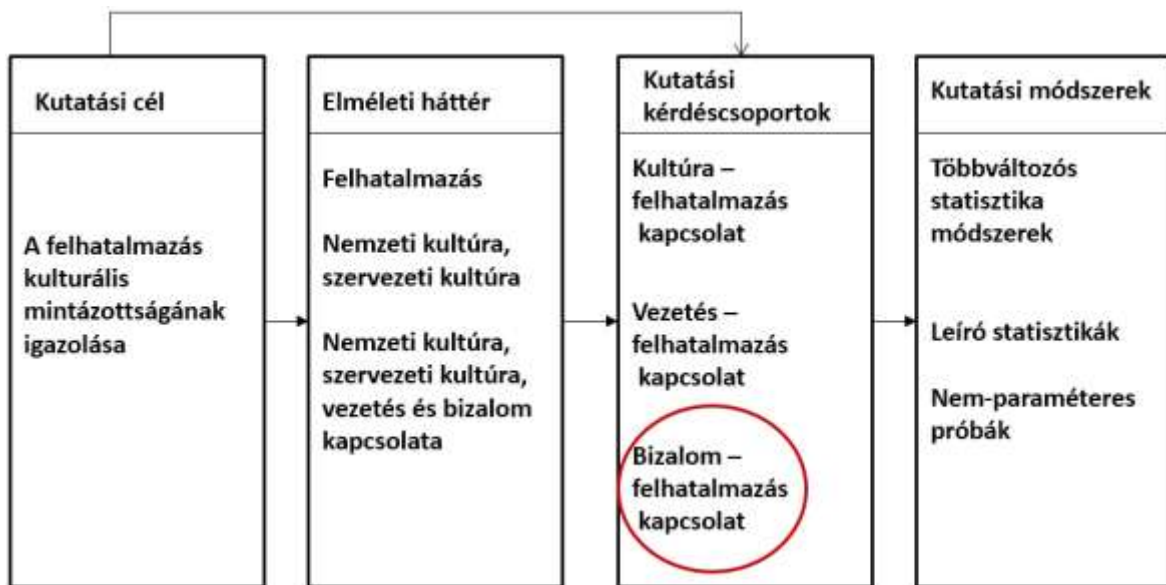 Kutatási cél
A felhatalmazás
kulturális
mintázottságának
igazolása
Elméleti háttér
Felhatalmazás
Nemzeti kultúra,
szervezeti kultúra
Nemzeti kultúra,
szervezeti kultúra,
vezetés és bizalom
kapcsolata
Kutatási
kérdéscsoportok
Kultúra –
felhatalmazás
kapcsolat
Vezetés –
felhatalmazás
kapcsolat
Bizalom –
felhatalmazás
kapcsolat
Kutatási módszerek
Többváltozós
statisztika
módszerek
Leíró statisztikák
Nem-paraméteres
próbák